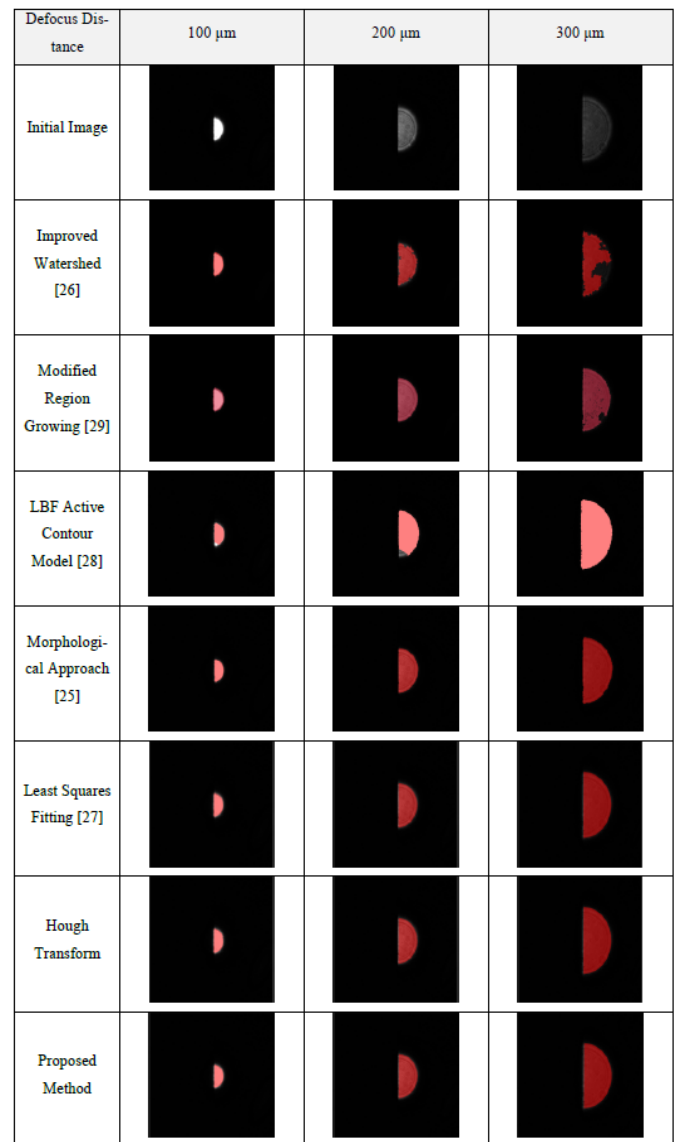 Defocus Dis-
tance
100 μm
200 μm
300 μm
Initial Image
Improved
Watershed
[26]
Modified
Region
Growing [29]
LBF Active
Contour
Model [28]
Morphologi-
cal Approach
[25]
Least Squares
Fitting [27]
Hough
Transform
Proposed
Method